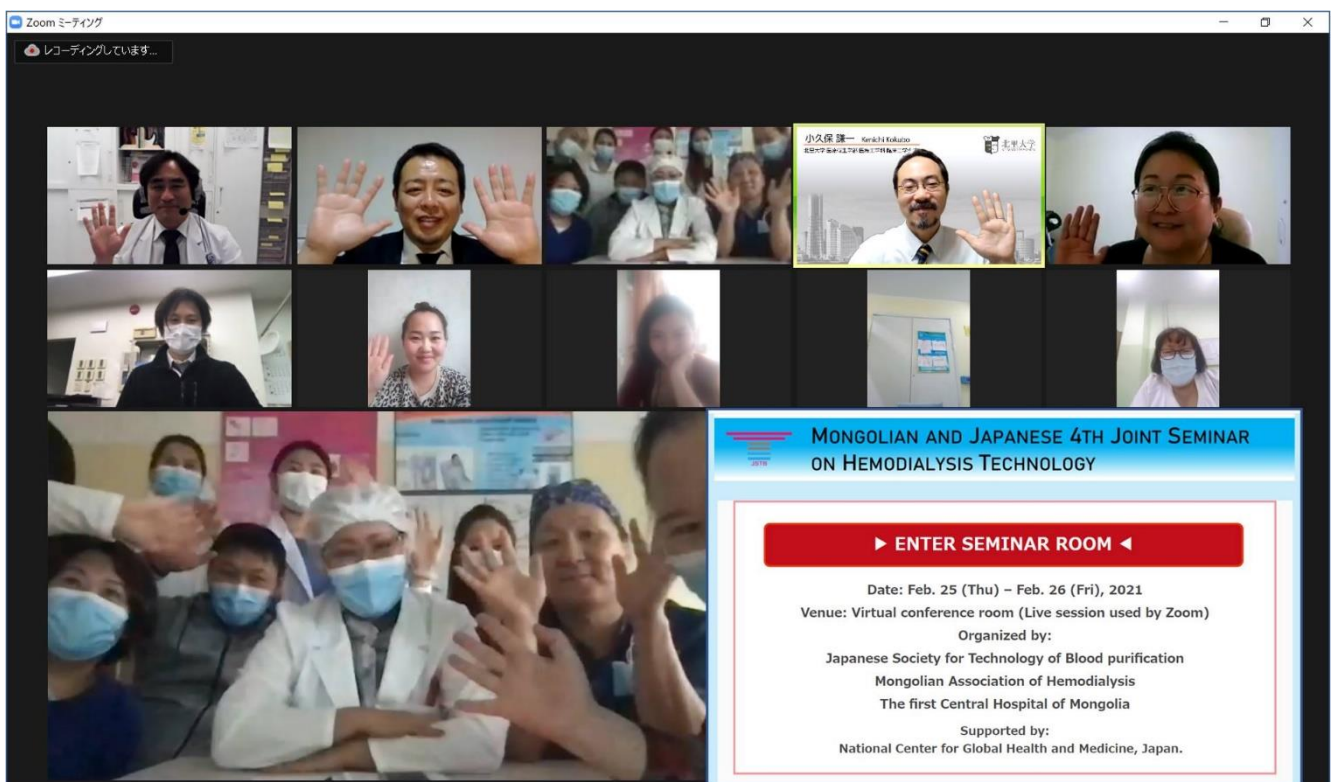 Zoom ミーティング
レコーディングしています...
小久保 謙一 Kenichi Kokubo
北里大学
MONGOLIAN AND JAPANESE 4TH JOINT SEMINAR
ON HEMODIALYSIS TECHNOLOGY
JSTB
▶ ENTER SEMINAR ROOM ◀
Date: Feb. 25 (Thu) – Feb. 26 (Fri), 2021
Venue: Virtual conference room (Live session used by Zoom)
Organized by:
Japanese Society for Technology of Blood purification
Mongolian Association of Hemodialysis
The first Central Hospital of Mongolia
Supported by:
National Center for Global Health and Medicine, Japan.